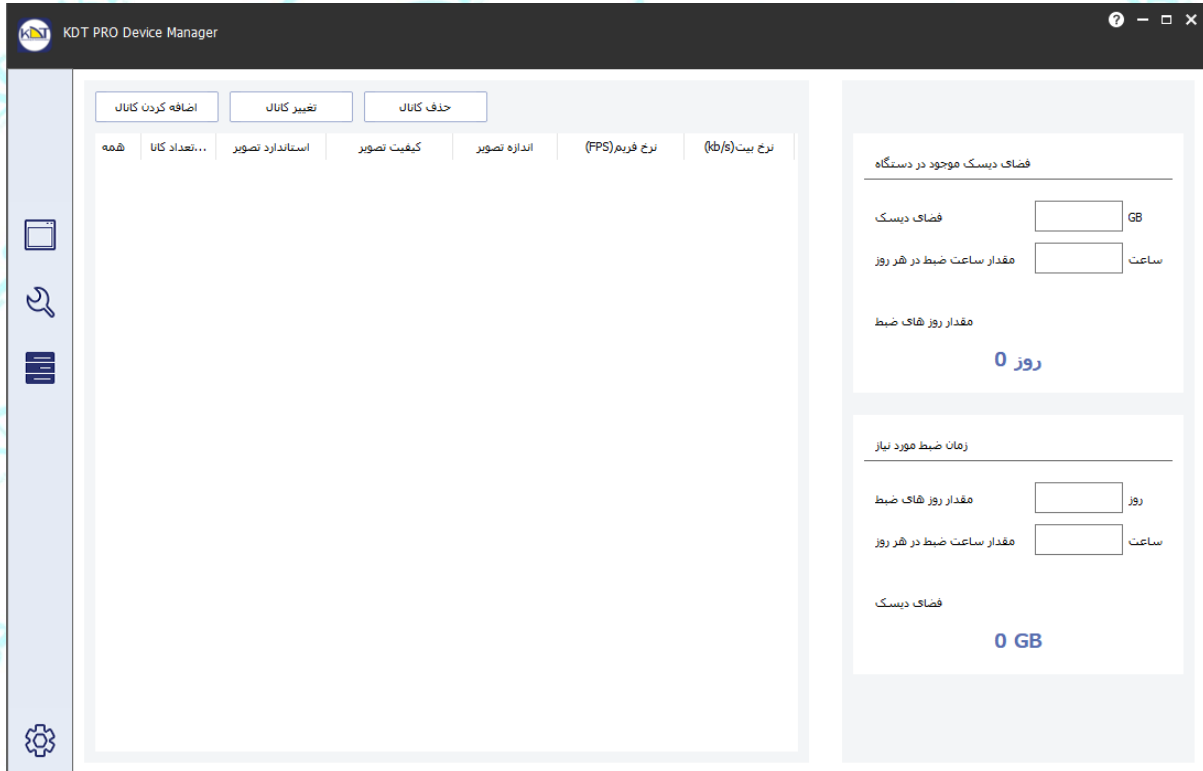 KDT
KDT PRO Device Manager
اضافه کردن کانال
تغییر کانال
حذف کانال
همه
تعداد کانا...
استاندارد تصویر
کیفیت تصویر
اندازه تصویر
نرخ فریم(FPS)
نرخ بیت(kb/s)
فضای دیسک موجود در دستگاه
فضای دیسک
GB
مقدار ساعت ضبط در هر روز
ساعت
مقدار روز های ضبط
0 روز
زمان ضبط مورد نیاز
مقدار روز های ضبط
روز
مقدار ساعت ضبط در هر روز
ساعت
فضای دیسک
0 GB